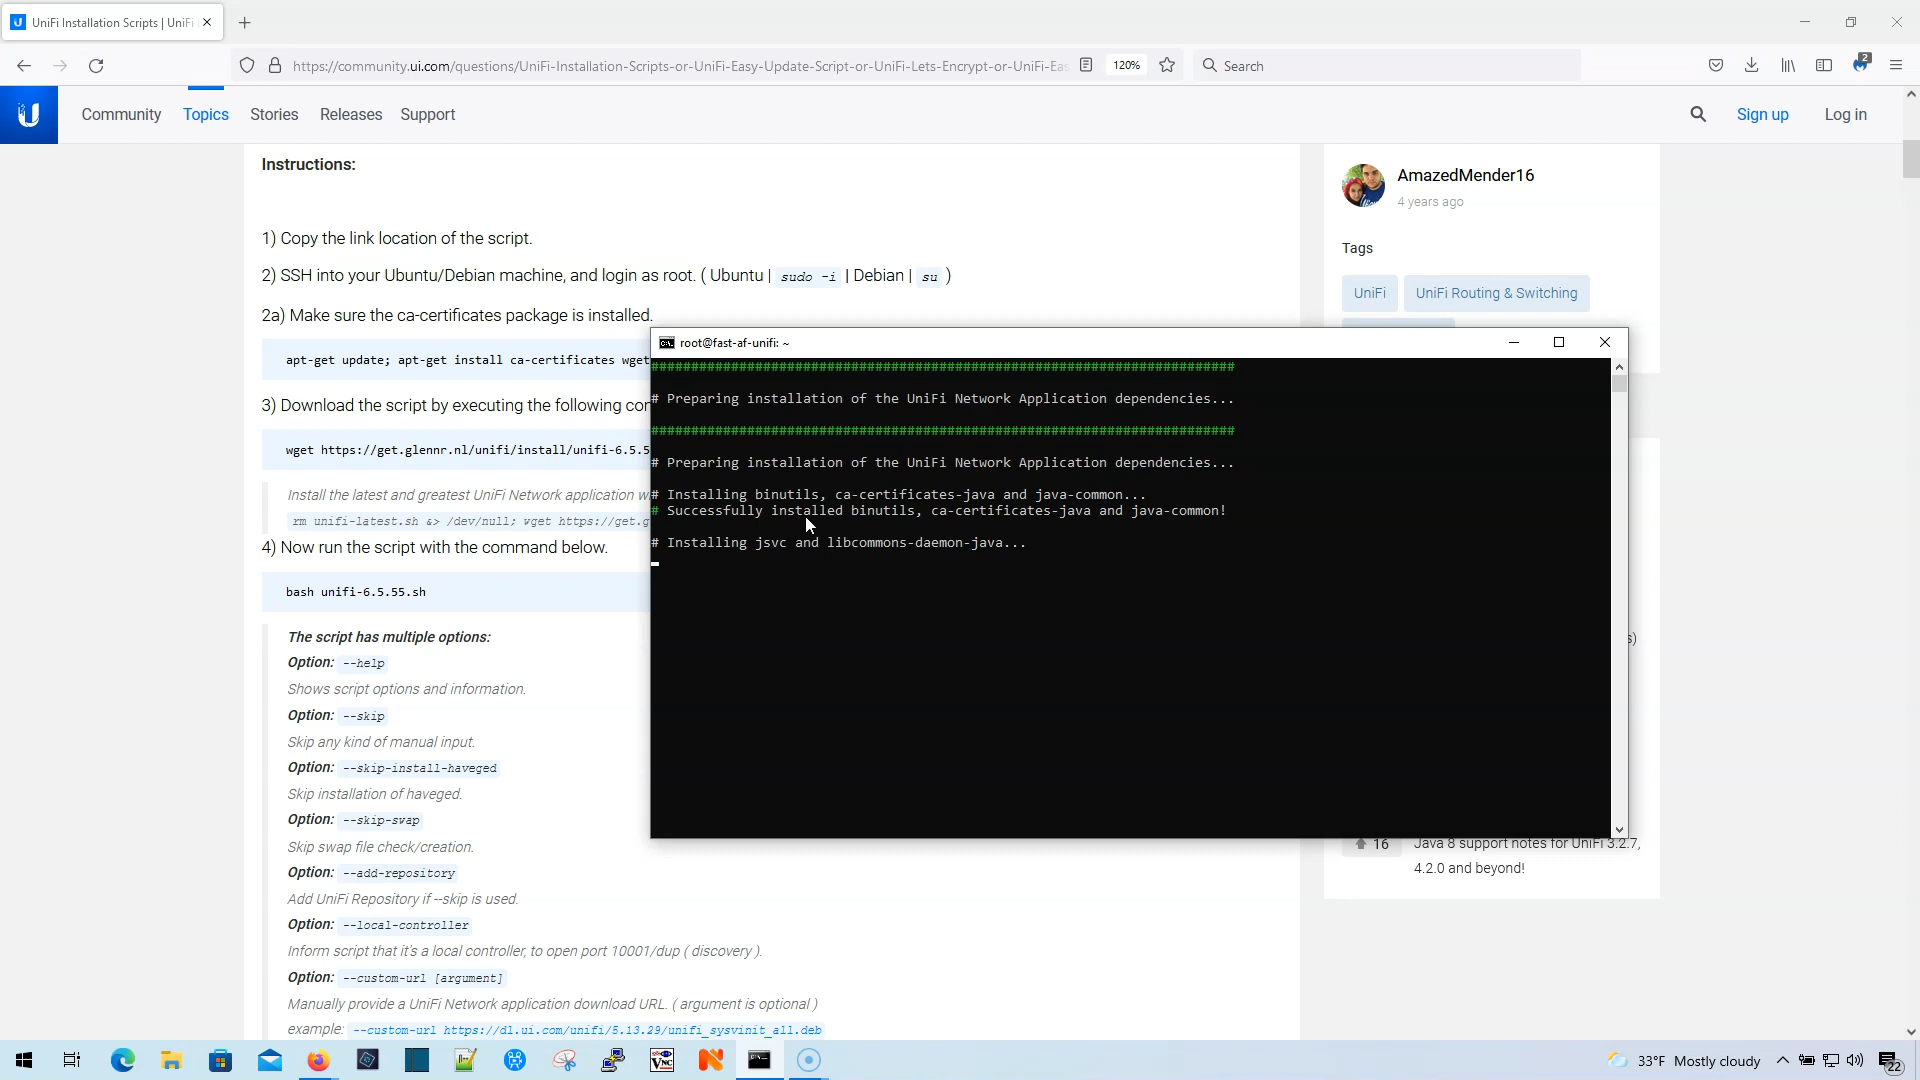 UniFi Installation Scripts | UniFi
https://community.ui.com/questions/UniFi-Installation-Scripts-or-UniFi-Easy-Update-Script-or-UniFi-Lets-Encrypt-or-UniFi-Eas
120%
Search
2
Community
Topics
Stories
Releases
Support
Sign up
Log in
Instructions:
1) Copy the link location of the script.
2) SSH into your Ubuntu/Debian machine, and login as root. ( Ubuntu | sudo -i | Debian | su )
2a) Make sure the ca-certificates package is installed.
apt-get update; apt-get install ca-certificates wget
3) Download the script by executing the following
wget https://get.glennr.nl/unifi/install/unifi-6.5.5
Install the latest and greatest UniFi Network application
rm unifi-latest.sh &> /dev/null; wget https://get.g
4) Now run the script with the command below.
bash unifi-6.5.55.sh
The script has multiple options:
Option: --help
Shows script options and information.
Option: --skip
Skip any kind of manual input.
Option: --skip-install-haveged
Skip installation of haveged.
Option: --skip-swap
Skip swap file check/creation.
Option: --add-repository
Add UniFi Repository if --skip is used.
Option: --local-controller
Inform script that it's a local controller, to open port 10001/dup ( discovery ).
Option: --custom-url [argument]
Manually provide a UniFi Network application download URL. ( argument is optional )
example: --custom-url https://dl.ui.com/unifi/5.13.29/unifi_sysvinit_all.deb
AmazedMender16
4 years ago
Tags
UniFi
UniFi Routing & Switching
root@fast-af-unifi: ~
#########################################################################
# Preparing installation of the UniFi Network Application dependencies...
#########################################################################
# Preparing installation of the UniFi Network Application dependencies...
# Installing binutils, ca-certificates-java and java-common...
# Successfully installed binutils, ca-certificates-java and java-common!
# Installing jsvc and libcommons-daemon-java...
s)
16
Java 8 support notes for UniFi 3.2.7,
4.2.0 and beyond!
33°F Mostly cloudy
22